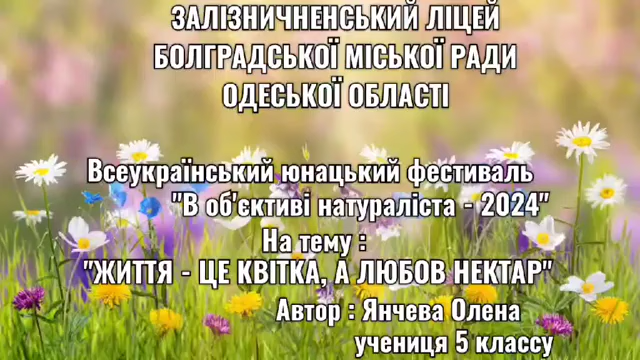 ЗАЛІЗНИЧНЕНСЬКИЙ ЛІЦЕЙ
БОЛГРАДСЬКОЇ МІСЬКОЇ РАДИ
ОДЕСЬКОЇ ОБЛАСТІ
Всеукраїнський юнацький фестиваль
"В об'єктиві натураліста - 2024"
На тему :
"ЖИТТЯ - ЦЕ КВІТКА, А ЛЮБОВ НЕКТАР"
Автор : Янчева Олена
учениця 5 классу